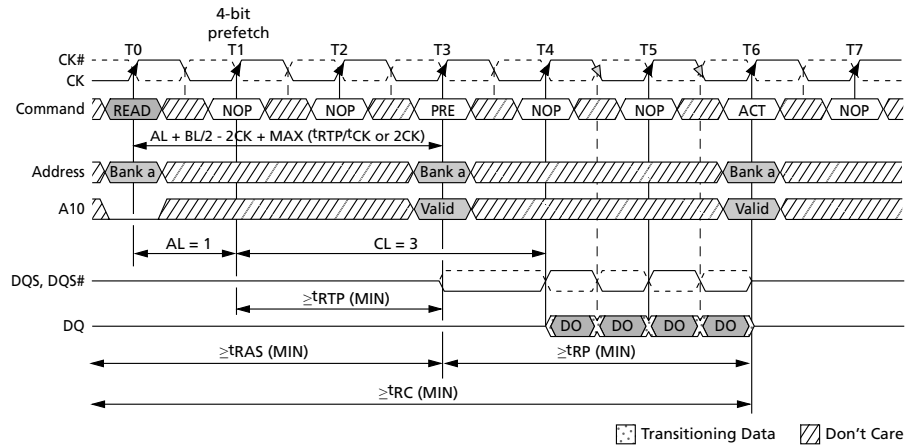 4-bit
prefetch
T0 T1 T2 T3 T4 T5 T6 T7
CK#
CK
Command READ NOP NOP PRE NOP NOP ACT NOP
AL + BL/2 - 2CK + MAX (tRTP/tCK or 2CK)
Address Bank a Bank a Bank a
A10 Valid Valid
AL = 1 CL = 3
DQS, DQS#
≥tRTP (MIN)
DQ DO DO DO DO
≥tRAS (MIN) ≥tRP (MIN)
≥tRC (MIN)
Transitioning Data Don't Care